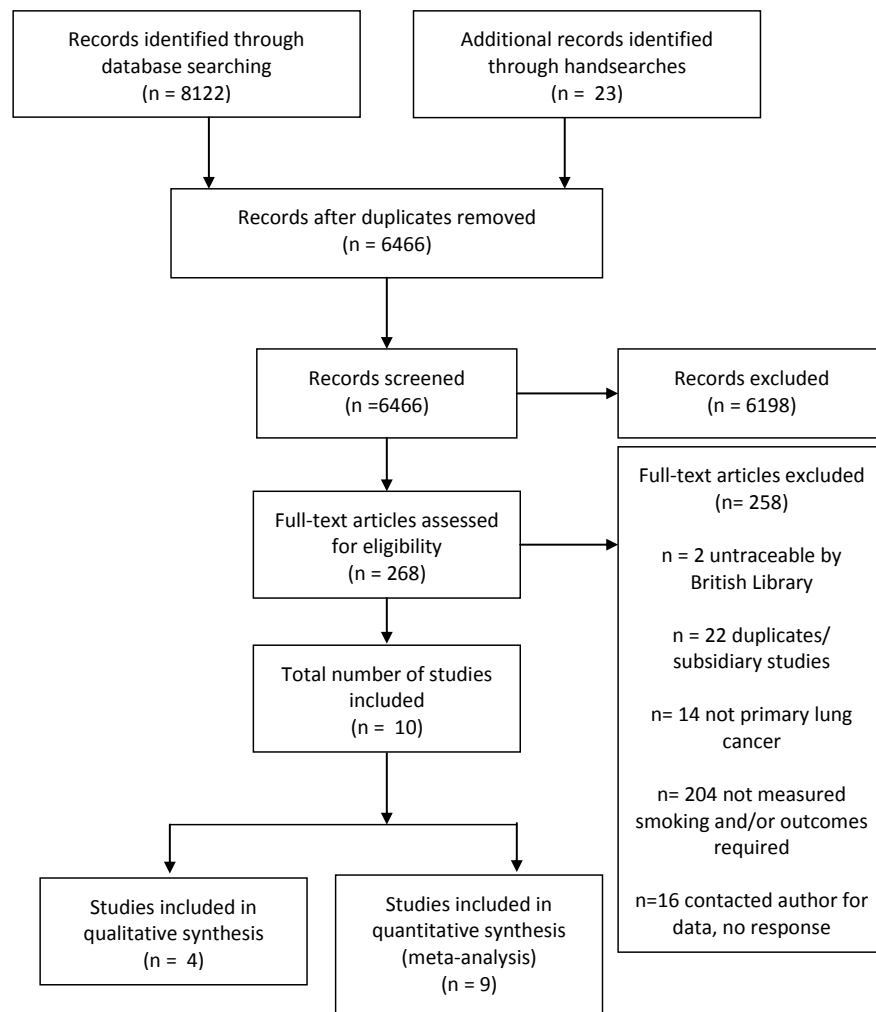 Records identified through
database searching
(n = 8122)
Additional records identified
through handsearches
(n = 23)
Records after duplicates removed
(n = 6466)
Records screened
(n =6466)
Records excluded
(n = 6198)
Full-text articles assessed
for eligibility
(n = 268)
Full-text articles excluded
(n= 258)
n = 2 untraceable by
British Library
n = 22 duplicates/
subsidiary studies
n= 14 not primary lung
cancer
n= 204 not measured
smoking and/or outcomes
required
n=16 contacted author for
data, no response
Total number of studies
included
(n = 10)
Studies included in
qualitative synthesis
(n = 4)
Studies included in
quantitative synthesis
(meta-analysis)
(n = 9)